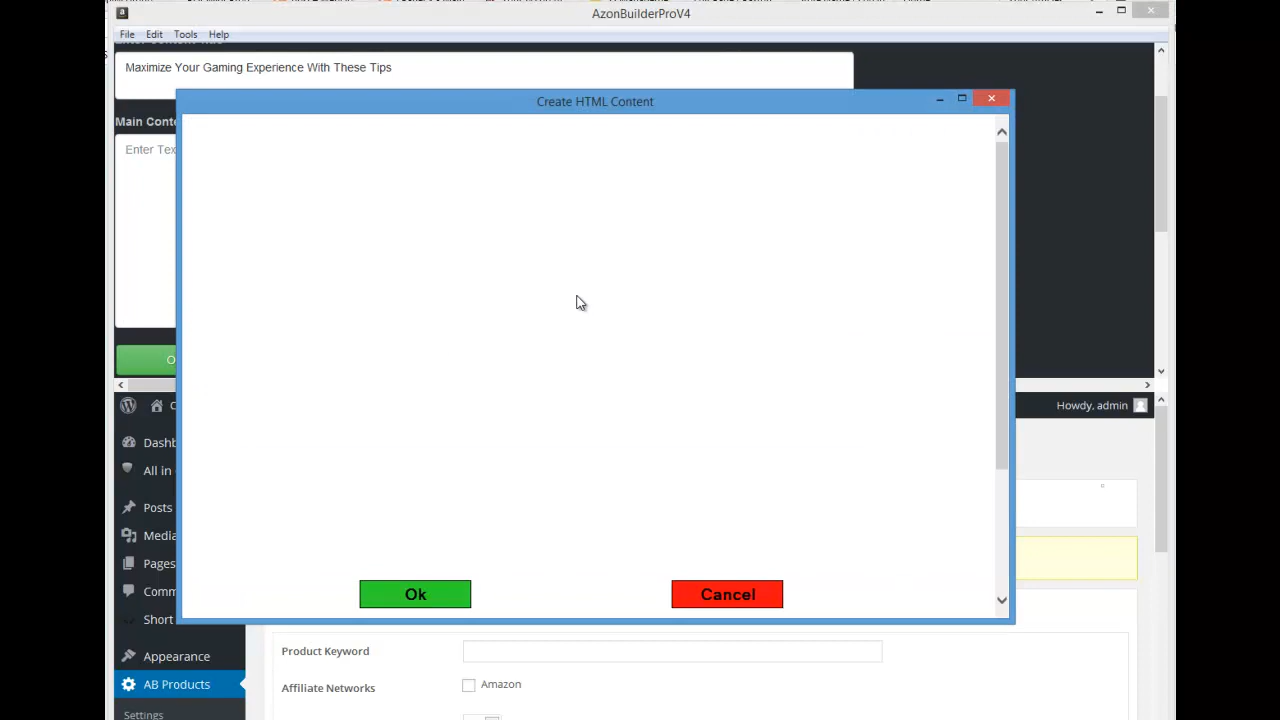 AzonBuilderProV4
File Edit Tools Help
Maximize Your Gaming Experience With These Tips
Create HTML Content
Main Conte
Enter Tex
O
Howdy, admin
Dashb
All in
Posts
Media
Pages
Comm
Short
Appearance
AB Products
Settings
Ok
Cancel
Product Keyword
Affiliate Networks
Amazon